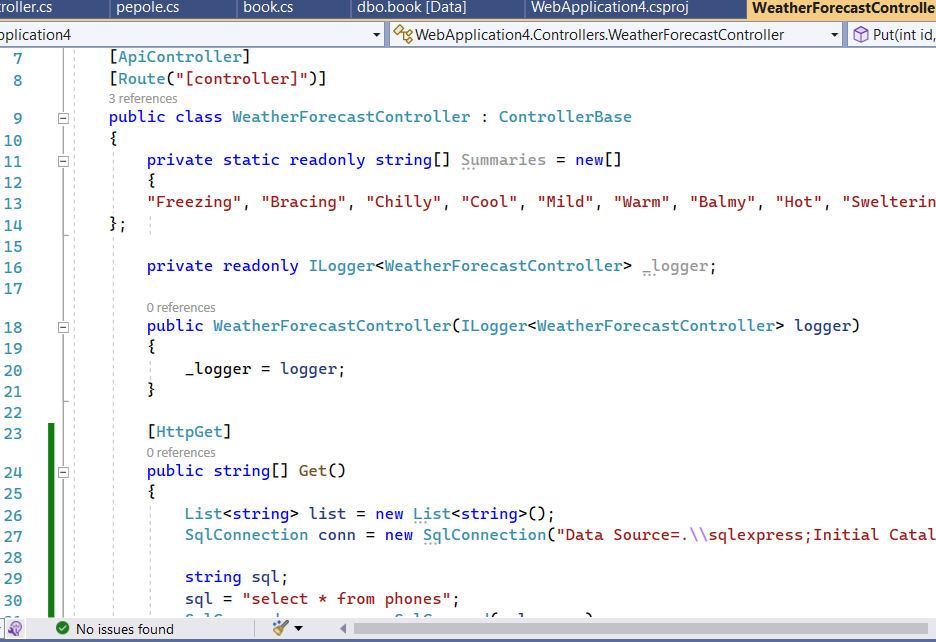 roller.cs pepole.cs book.cs dbo.book [Data] WebApplication4.csproj WeatherForecastControlle
pplication4 WebApplication4.Controllers.WeatherForecastController Put(int id,
7 [ApiController]
8 [Route("[controller]")]
3 references
9 public class WeatherForecastController : ControllerBase
10 {
11 private static readonly string[] Summaries = new[]
12 {
13 "Freezing", "Bracing", "Chilly", "Cool", "Mild", "Warm", "Balmy", "Hot", "Swelterin
14 };
15
16 private readonly ILogger<WeatherForecastController> _logger;
17
0 references
18 public WeatherForecastController(ILogger<WeatherForecastController> logger)
19 {
20 _logger = logger;
21 }
22
23 [HttpGet]
0 references
24 public string[] Get()
25 {
26 List<string> list = new List<string>();
27 SqlConnection conn = new SqlConnection("Data Source=.\\sqlexpress;Initial Catal
28
29 string sql;
30 sql = "select * from phones";
No issues found